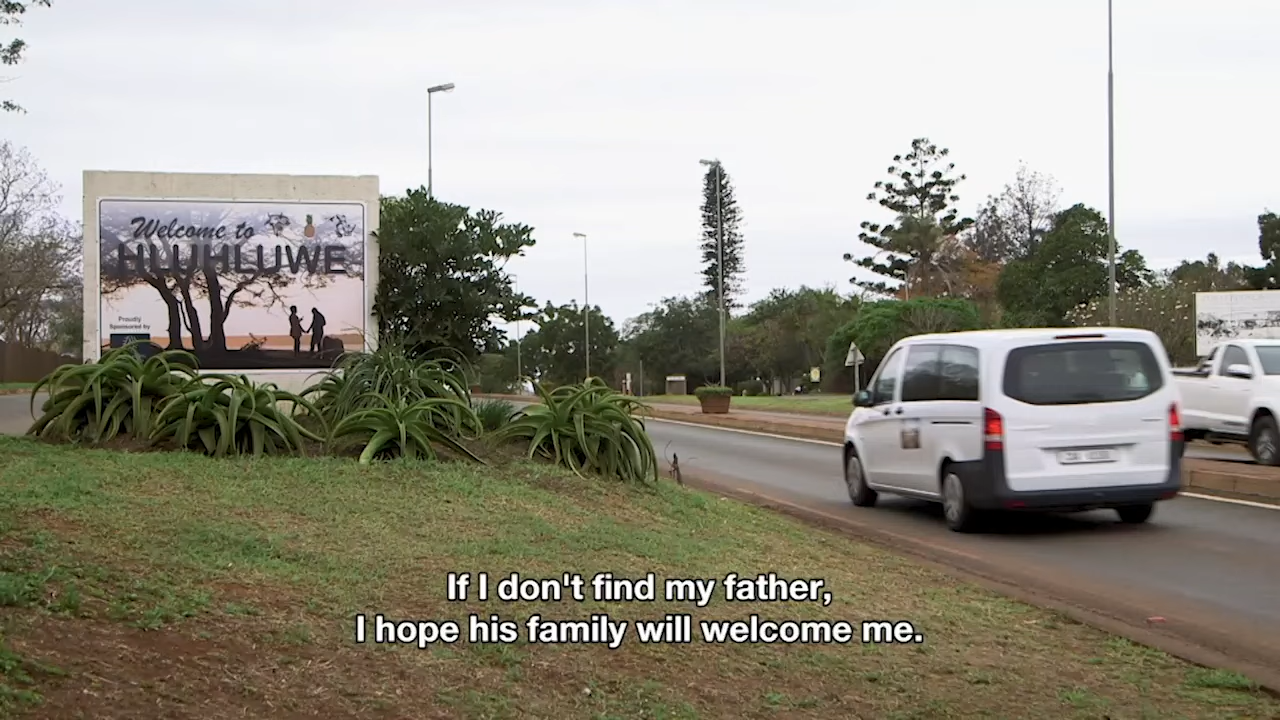 Welcome to
HLUHLUWE
Proudly
Sponsored by
If I don't find my father,
I hope his family will welcome me.